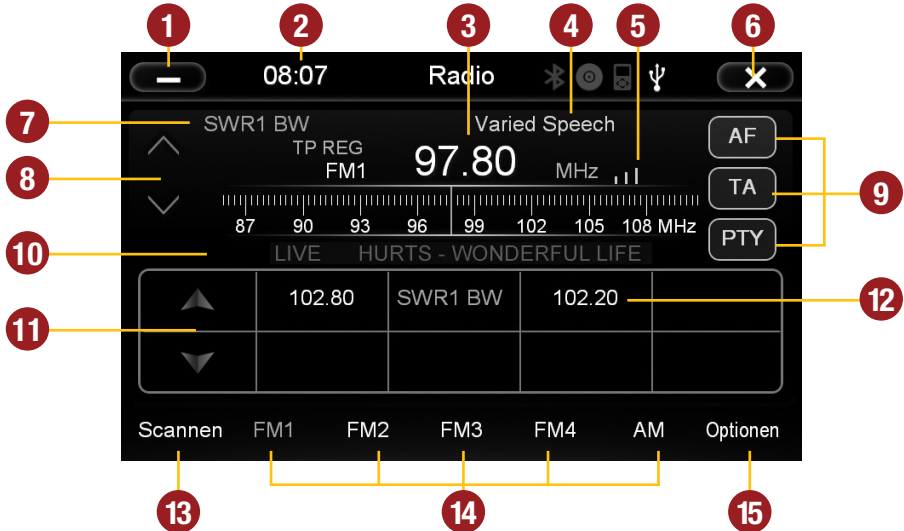 1 2 3 4 5 6
08:07 Radio
7 SWR1 BW Varied Speech
TP REG
FM1 97.80 MHz
AF
8
TA 9
87 90 93 96 99 102 105 108 MHz
PTY
10 LIVE HURTS - WONDERFUL LIFE
102.80 SWR1 BW 102.20 12
11
Scannen FM1 FM2 FM3 FM4 AM Optionen
13 14 15